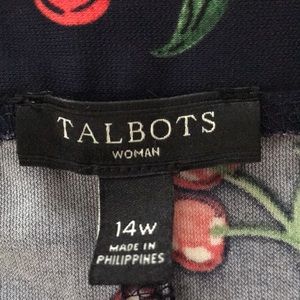 TALBOTS
WOMAN
14W
MADE IN
PHILIPPINES